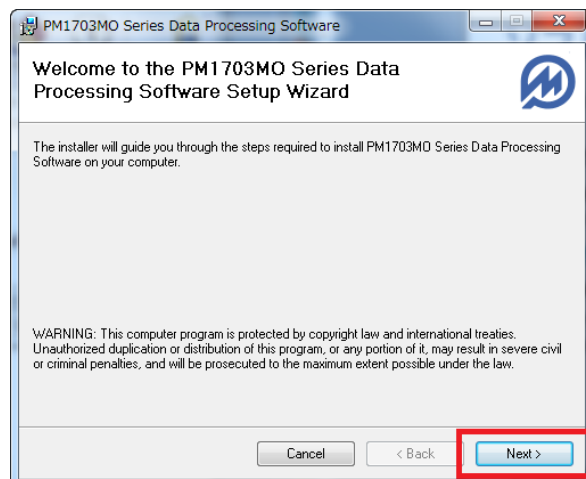 PM1703MO Series Data Processing Software
Welcome to the PM1703MO Series Data
Processing Software Setup Wizard
The installer will guide you through the steps required to install PM1703MO Series Data Processing
Software on your computer.
WARNING: This computer program is protected by copyright law and international treaties.
Unauthorized duplication or distribution of this program, or any portion of it, may result in severe civil
or criminal penalties, and will be prosecuted to the maximum extent possible under the law.
Cancel
< Back
Next >